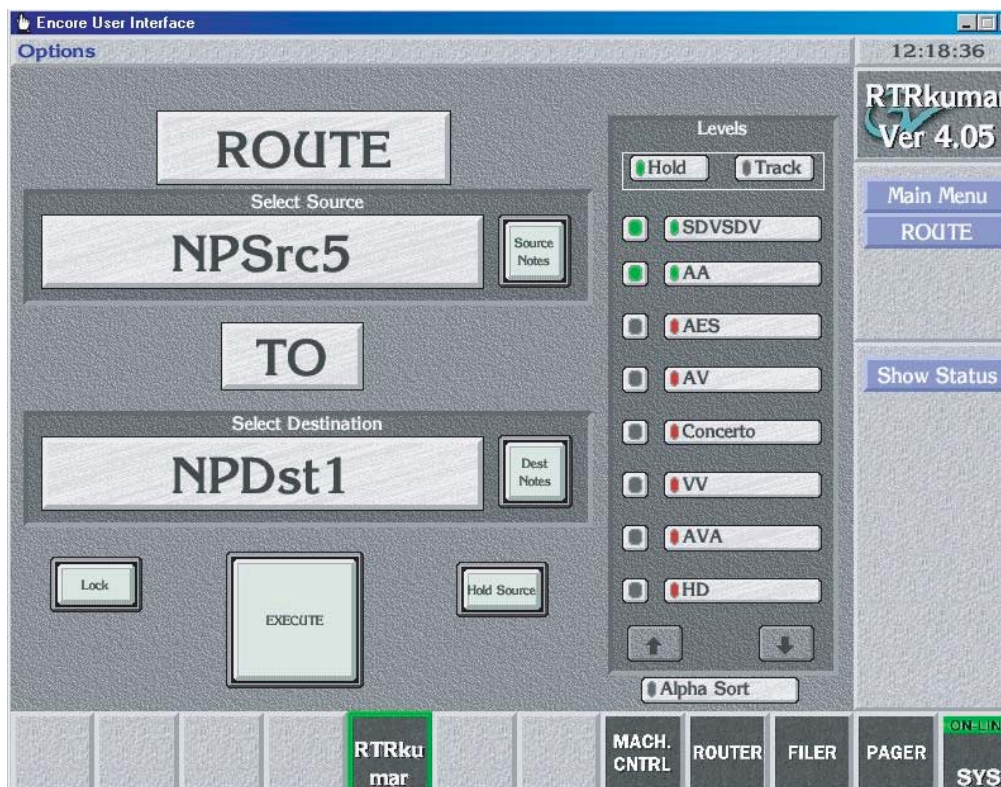 Encore User Interface
Options
12:18:36
RTRkumar
Ver 4.05
Main Menu
ROUTE
Show Status
ROUTE
Select Source
NPSrc5
Source
Notes
TO
Select Destination
NPDst1
Dest
Notes
Lock
EXECUTE
Hold Source
Levels
Hold
Track
SDVSDV
AA
AES
AV
Concerto
VV
AVA
HD
Alpha Sort
RTRku
mar
MACH.
CNTRL
ROUTER
FILER
PAGER
ON-LIN
SYS